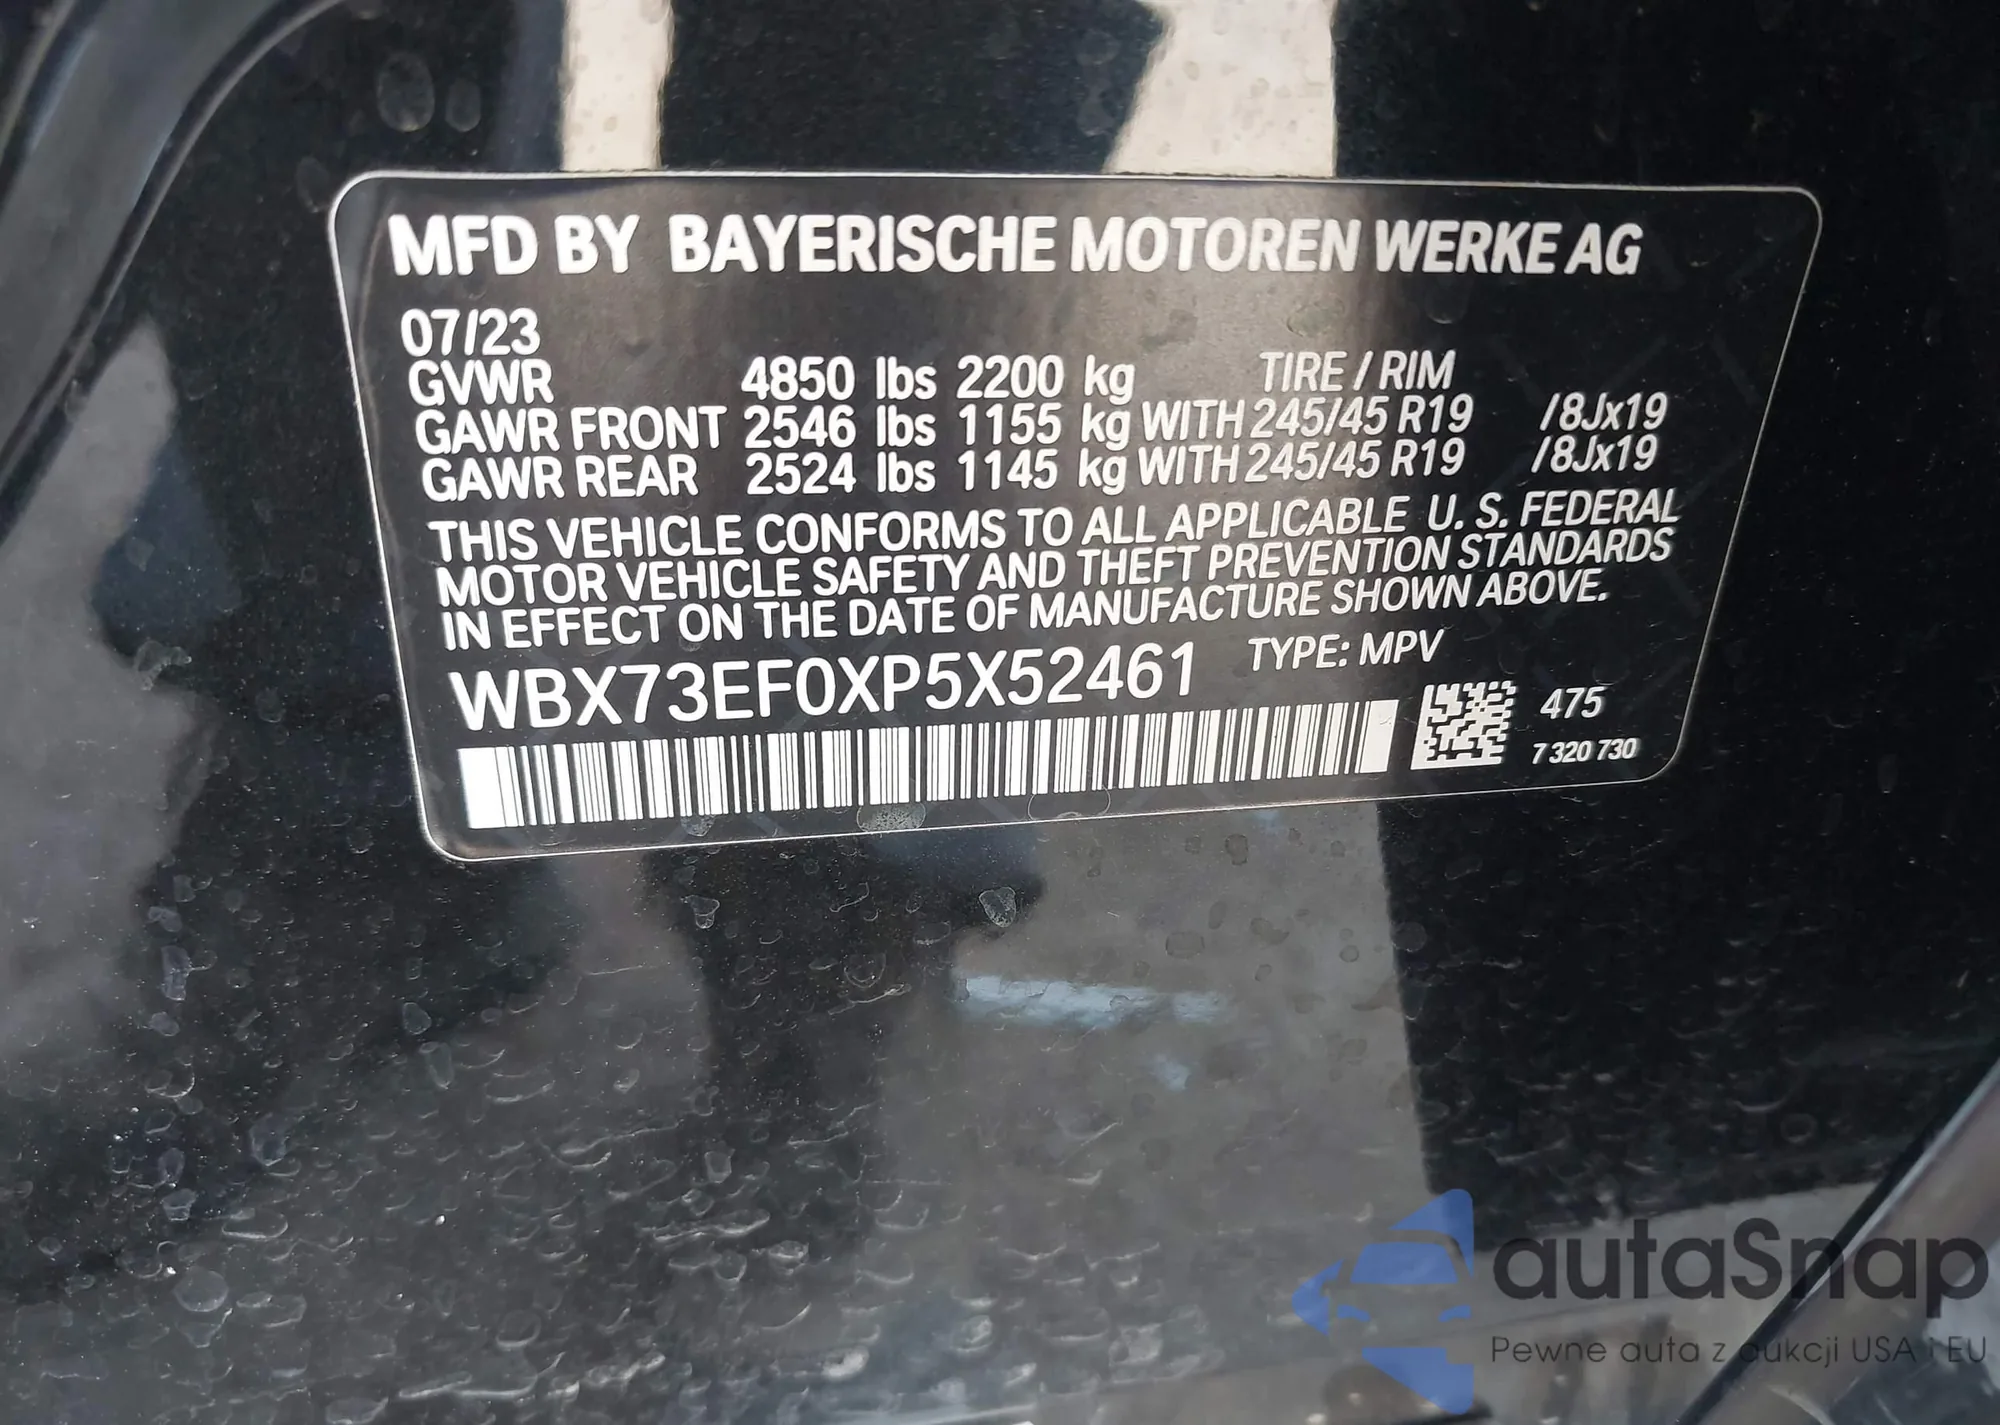 MFD BY BAYERISCHE MOTOREN WERKE AG
07/23
GVWR 4850 lbs 2200 kg TIRE / RIM
GAWR FRONT 2546 lbs 1155 kg WITH 245/45 R19 /8Jx19
GAWR REAR 2524 lbs 1145 kg WITH 245/45 R19 /8Jx19
THIS VEHICLE CONFORMS TO ALL APPLICABLE U. S. FEDERAL
MOTOR VEHICLE SAFETY AND THEFT PREVENTION STANDARDS
IN EFFECT ON THE DATE OF MANUFACTURE SHOWN ABOVE.
WBX73EF0XP5X52461 TYPE: MPV
475
7 320 730
autaSnap
Pewne auta z aukcji USA i EU